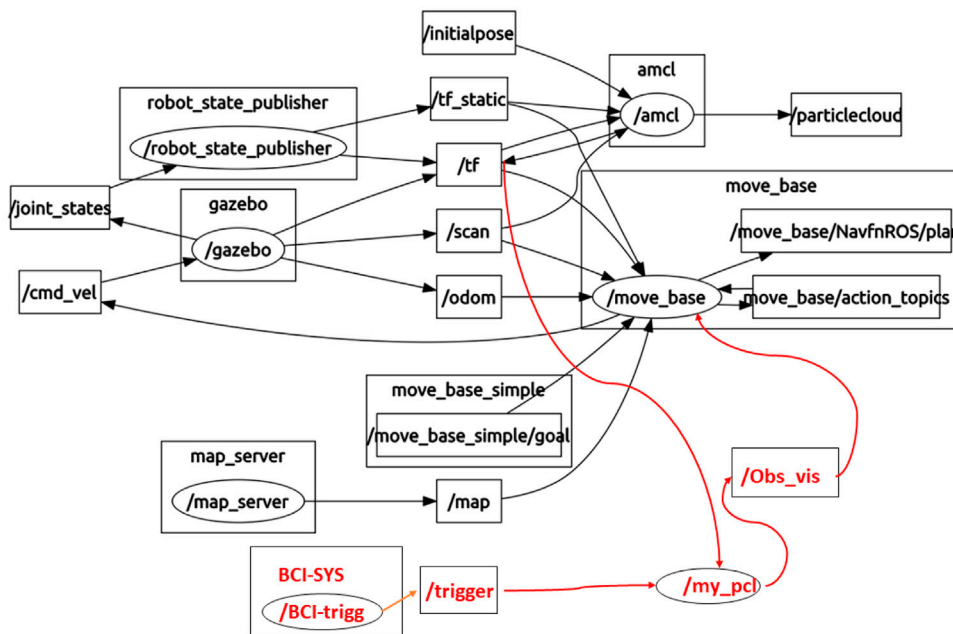 /initialpose
amcl
/amcl
/particlecloud
robot_state_publisher
/robot_state_publisher
/tf_static
/tf
/joint_states
gazebo
/gazebo
/scan
/cmd_vel
/odom
move_base
/move_base/NavfnROS/plan
/move_base
move_base/action_topics
move_base_simple
/move_base_simple/goal
map_server
/map_server
/map
/Obs_vis
BCI-SYS
/BCI-trigg
/trigger
/my_pcl